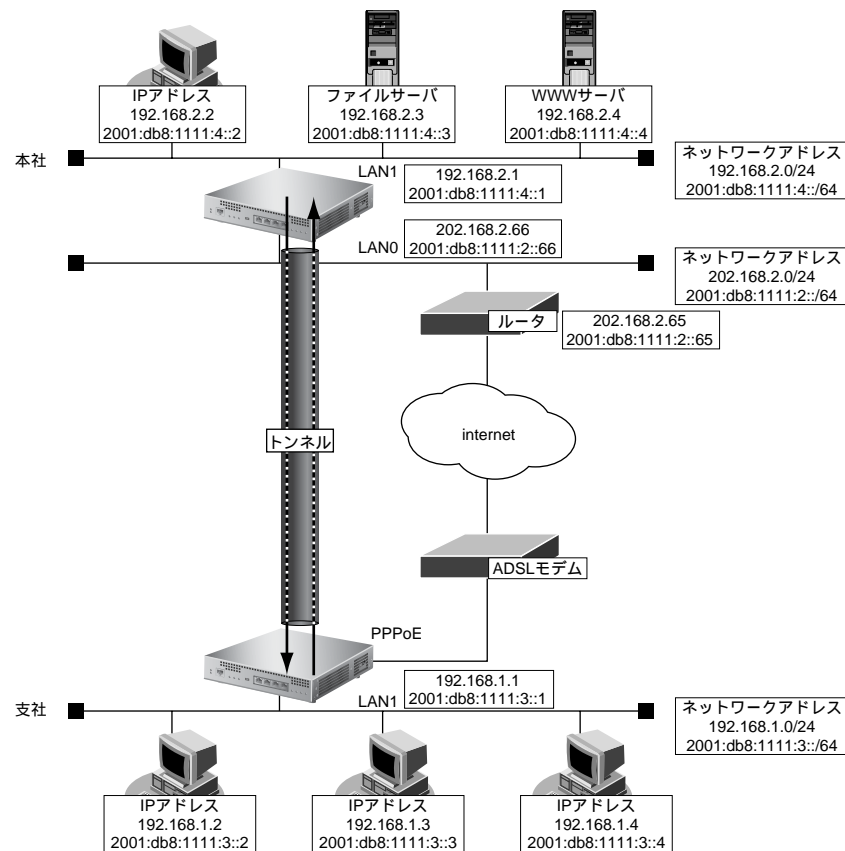 IPアドレス
192.168.2.2
2001:db8:1111:4::2
ファイルサーバ
192.168.2.3
2001:db8:1111:4::3
WWWサーバ
192.168.2.4
2001:db8:1111:4::4
本社
LAN1
192.168.2.1
2001:db8:1111:4::1
ネットワークアドレス
192.168.2.0/24
2001:db8:1111:4::/64
LAN0
202.168.2.66
2001:db8:1111:2::66
ネットワークアドレス
202.168.2.0/24
2001:db8:1111:2::/64
ルータ
202.168.2.65
2001:db8:1111:2::65
internet
トンネル
ADSLモデム
PPPoE
支社
LAN1
192.168.1.1
2001:db8:1111:3::1
ネットワークアドレス
192.168.1.0/24
2001:db8:1111:3::/64
IPアドレス
192.168.1.2
2001:db8:1111:3::2
IPアドレス
192.168.1.3
2001:db8:1111:3::3
IPアドレス
192.168.1.4
2001:db8:1111:3::4